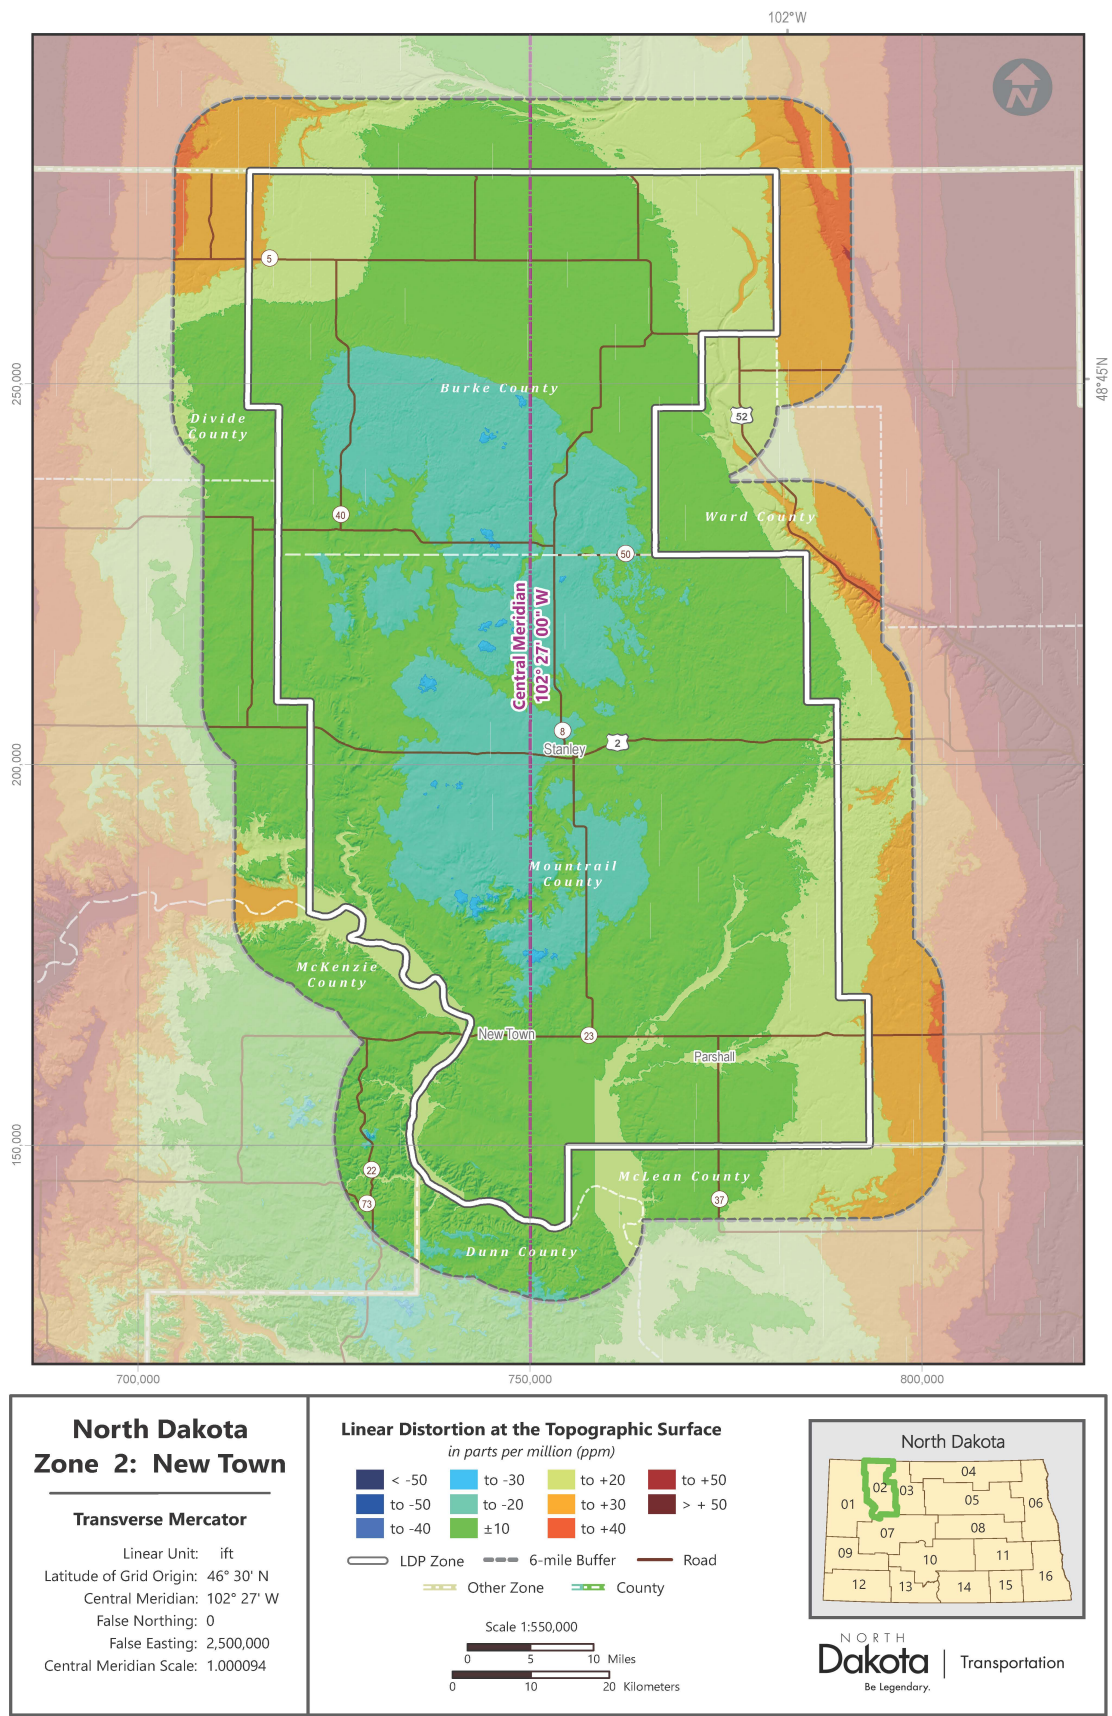 102°W
N
5
Burke County
Divide
County
52
250,000
48°45'N
40
Ward County
50
Central Meridian
102° 27' 00" W
8
2
Stanley
200,000
Mountrail
County
McKenzie
County
New Town
23
Parshall
150,000
22
McLean County
73
37
Dunn County
700,000
750,000
800,000
North Dakota
Zone 2: New Town
Transverse Mercator
Linear Unit: ift
Latitude of Grid Origin: 46° 30' N
Central Meridian: 102° 27' W
False Northing: 0
False Easting: 2,500,000
Central Meridian Scale: 1.000094
Linear Distortion at the Topographic Surface
in parts per million (ppm)
< -50 to -30 to +20 to +50
to -50 to -20 to +30 > + 50
to -40 ±10 to +40
LDP Zone 6-mile Buffer Road
Other Zone County
Scale 1:550,000
0 5 10 Miles
0 10 20 Kilometers
North Dakota
04
02
01
03
05
06
07
08
09
10
11
12
13
14
15
16
NORTH
Dakota
Be Legendary.
Transportation